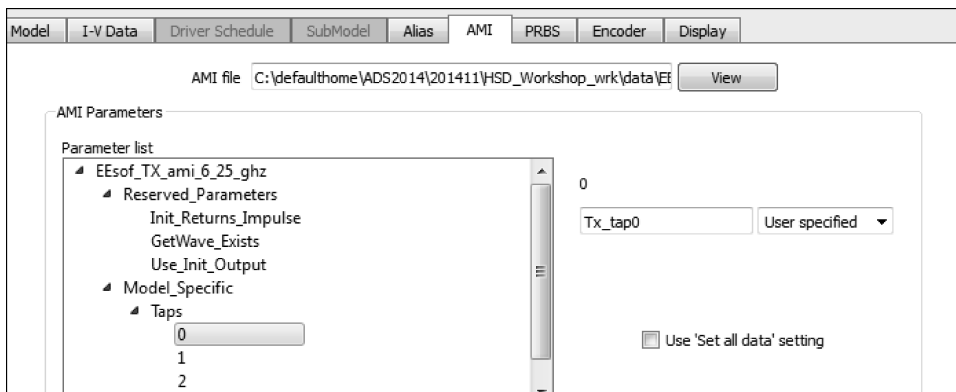 Model I-V Data Driver Schedule SubModel Alias AMI PRBS Encoder Display
AMI file C:\defaulthome\ADS2014\201411\HSD_Workshop_wrk\data\EE View
AMI Parameters
Parameter list
EEsof_TX_ami_6_25_ghz
Reserved_Parameters
Init_Returns_Impulse
GetWave_Exists
Use_Init_Output
Model_Specific
Taps
0
1
2
0
Tx_tap0 User specified
Use 'Set all data' setting